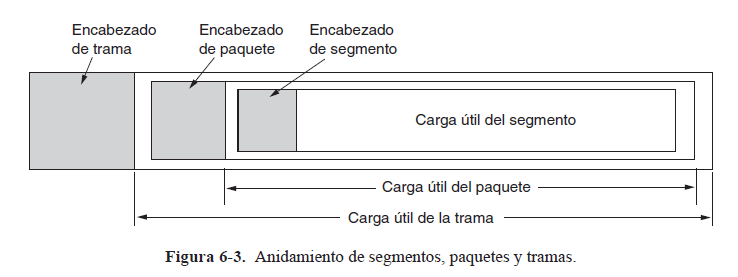 Encabezado
de trama
Encabezado
de paquete
Encabezado
de segmento
Carga útil del segmento
Carga útil del paquete
Carga útil de la trama
Figura 6-3. Anidamiento de segmentos, paquetes y tramas.